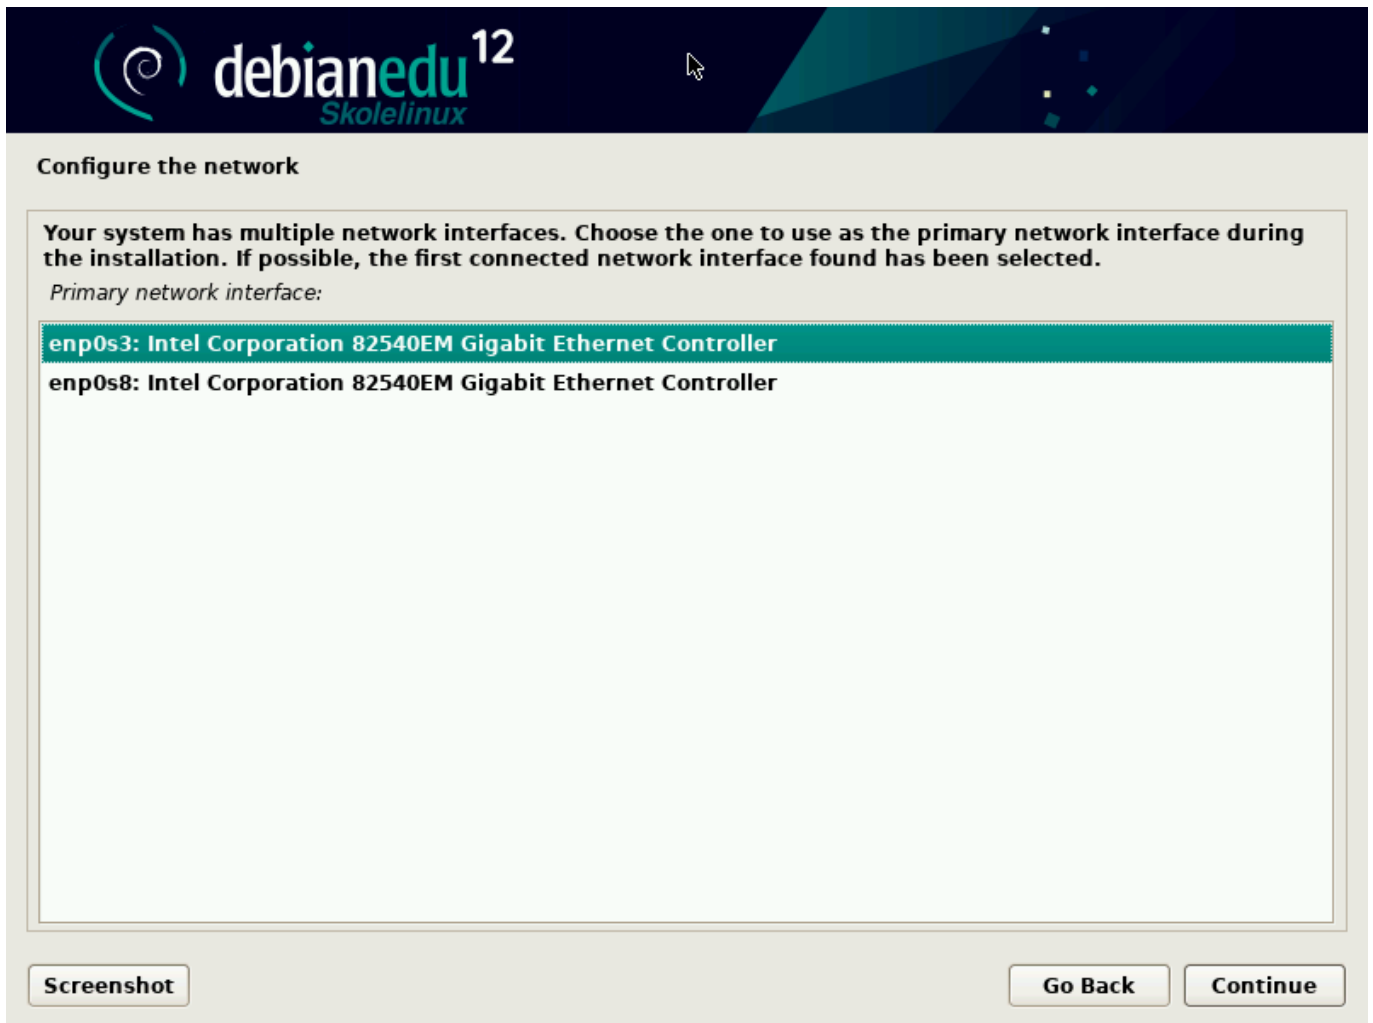 debianedu 12
Skolelinux
Configure the network
Your system has multiple network interfaces. Choose the one to use as the primary network interface during
the installation. If possible, the first connected network interface found has been selected.
Primary network interface:
enp0s3: Intel Corporation 82540EM Gigabit Ethernet Controller
enp0s8: Intel Corporation 82540EM Gigabit Ethernet Controller
Screenshot
Go Back
Continue